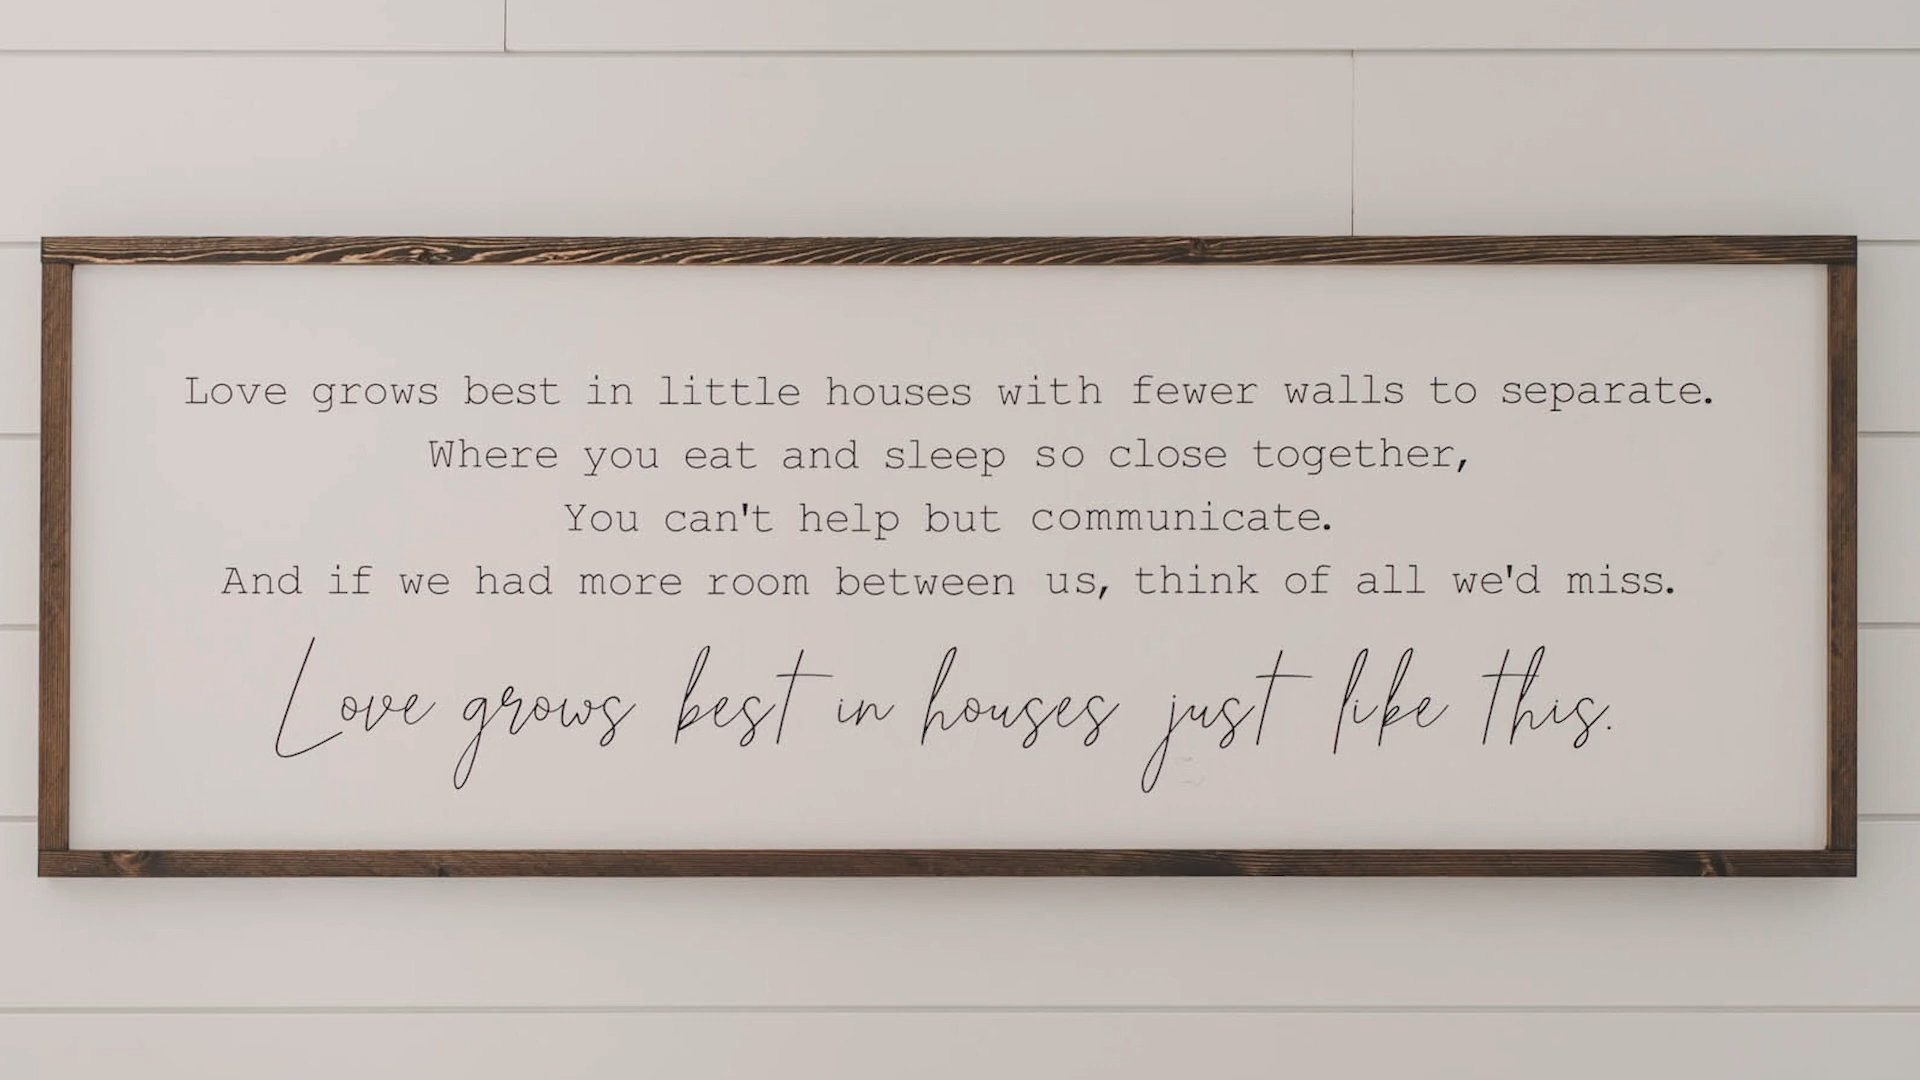 Love grows best in little houses with fewer walls to separate.
Where you eat and sleep so close together,
You can't help but communicate.
And if we had more room between us, think of all we'd miss.
Love grows best in houses just like this.